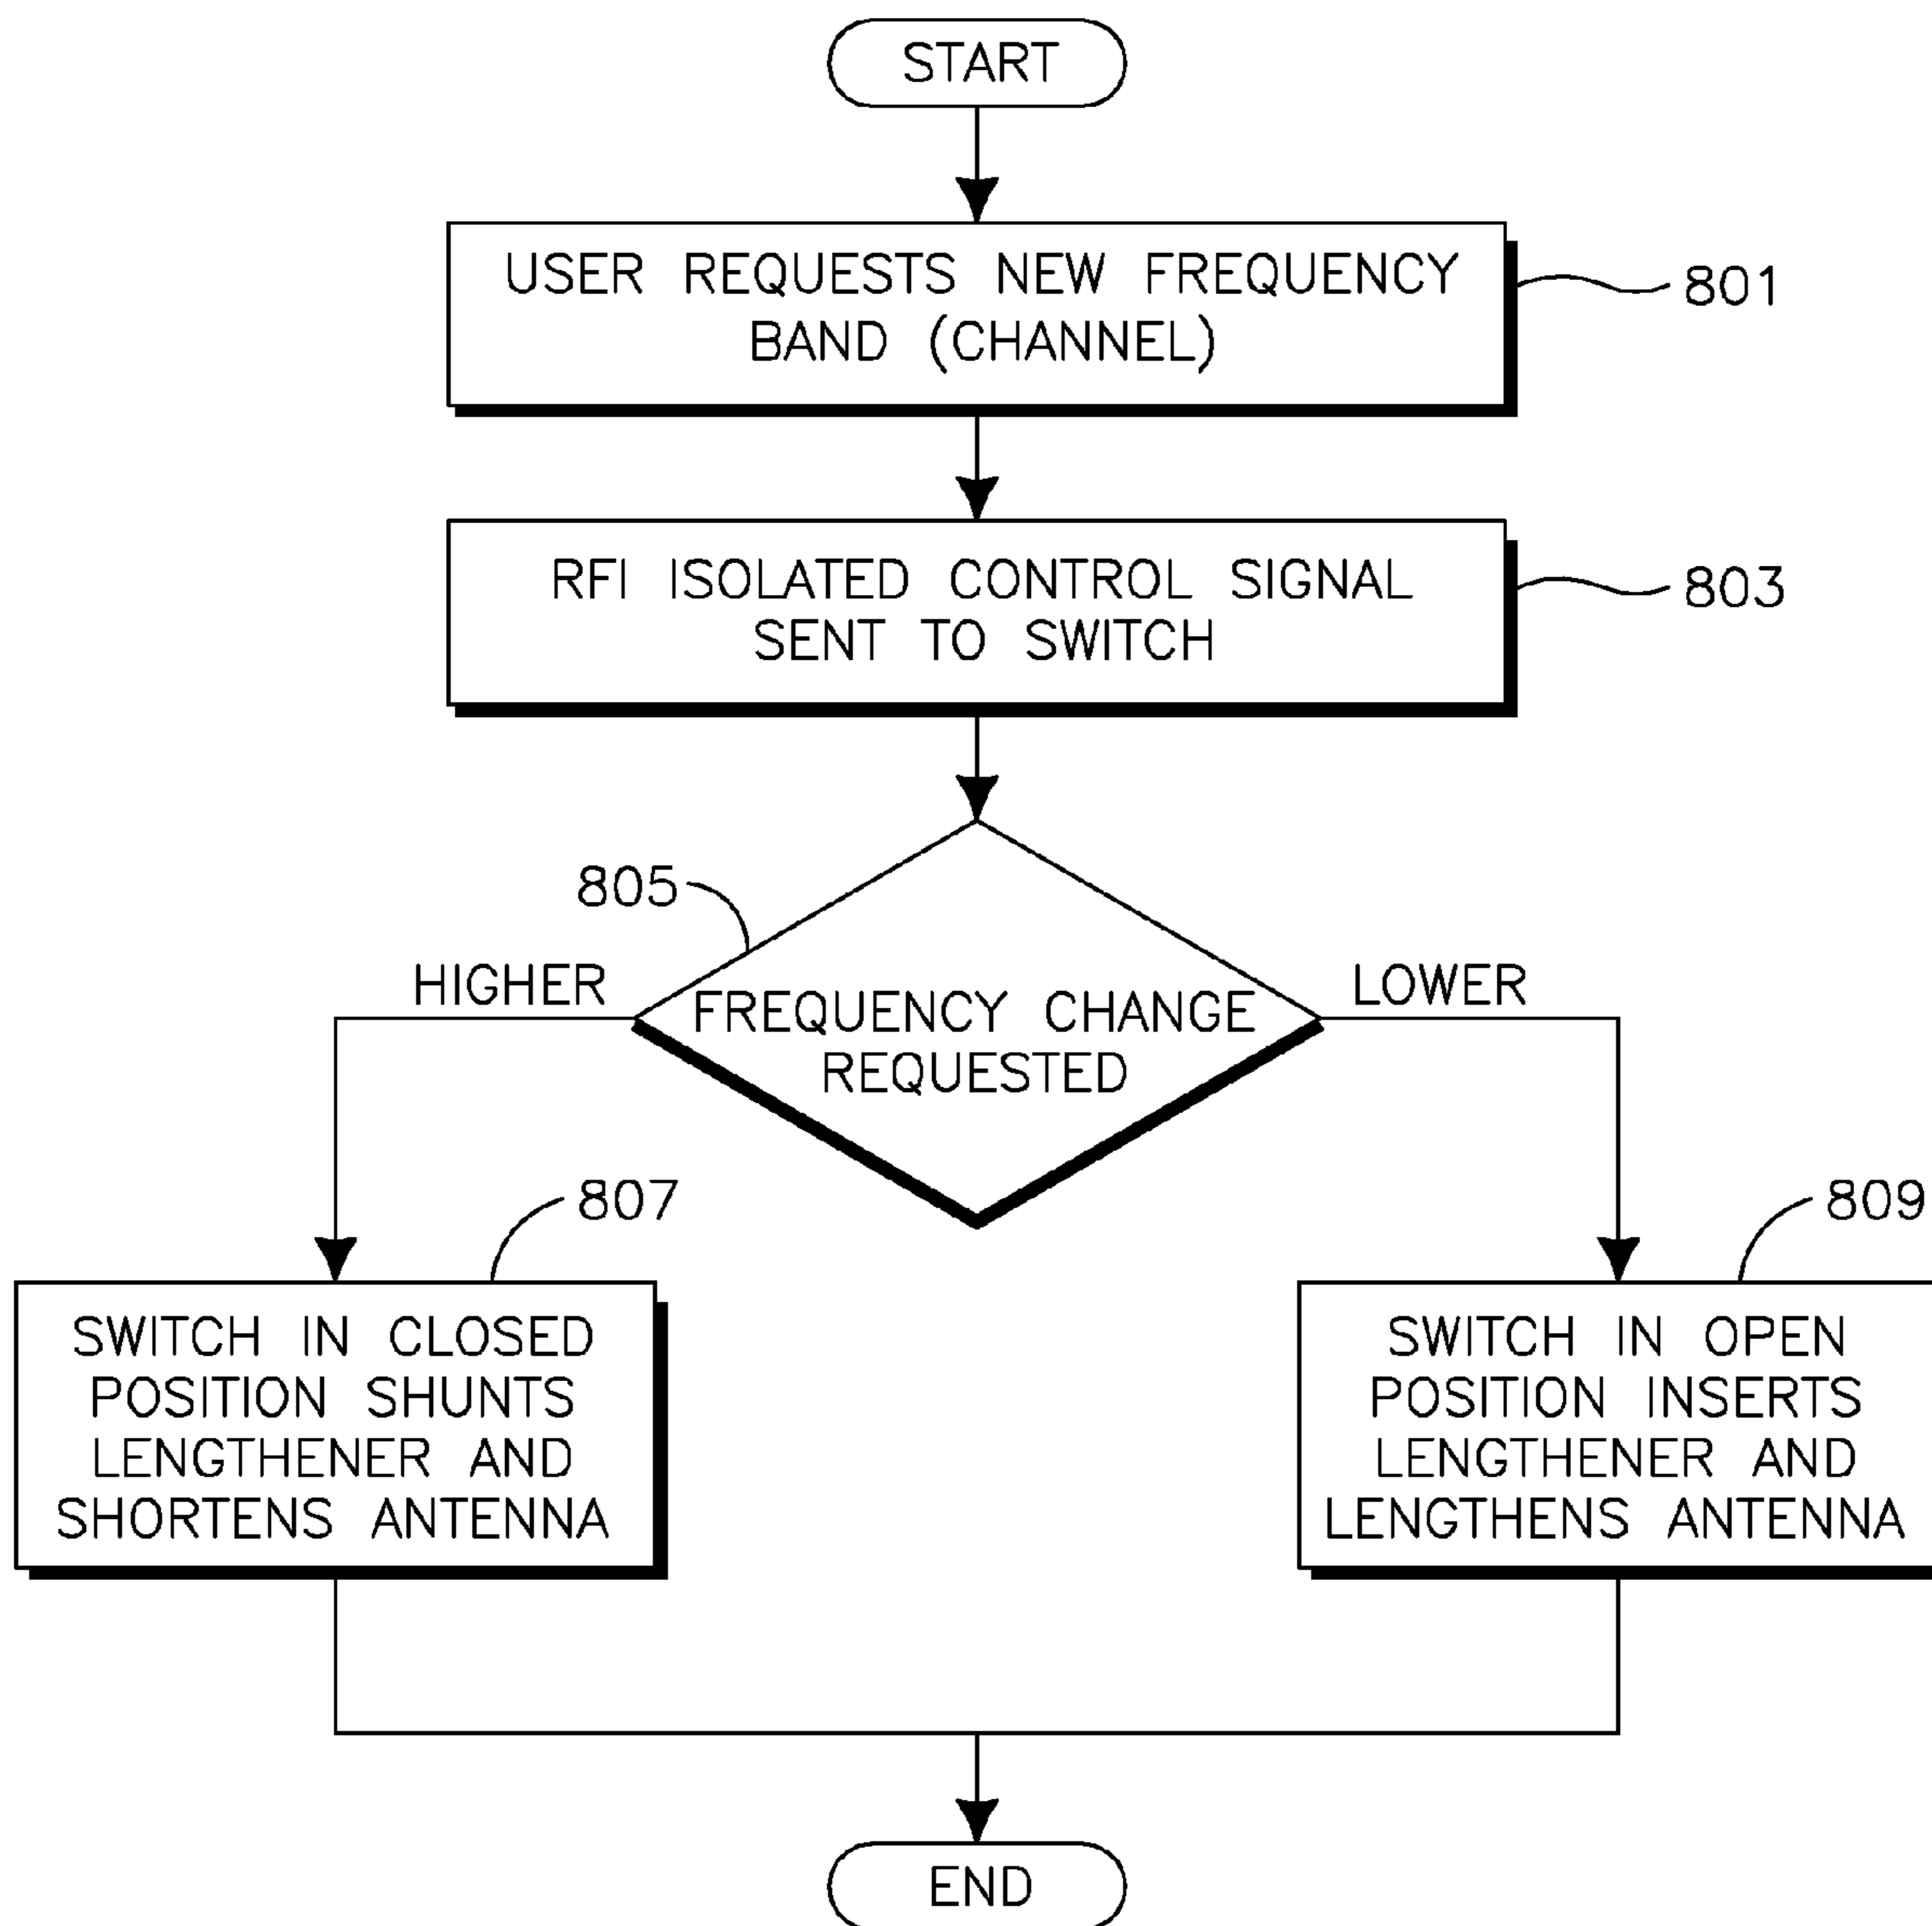 START
USER REQUESTS NEW FREQUENCY
BAND (CHANNEL)
801
RFI ISOLATED CONTROL SIGNAL
SENT TO SWITCH
803
805
HIGHER
LOWER
FREQUENCY CHANGE
REQUESTED
807
809
SWITCH IN CLOSED
POSITION SHUNTS
LENGTHENER AND
SHORTENS ANTENNA
SWITCH IN OPEN
POSITION INSERTS
LENGTHENER AND
LENGTHENS ANTENNA
END